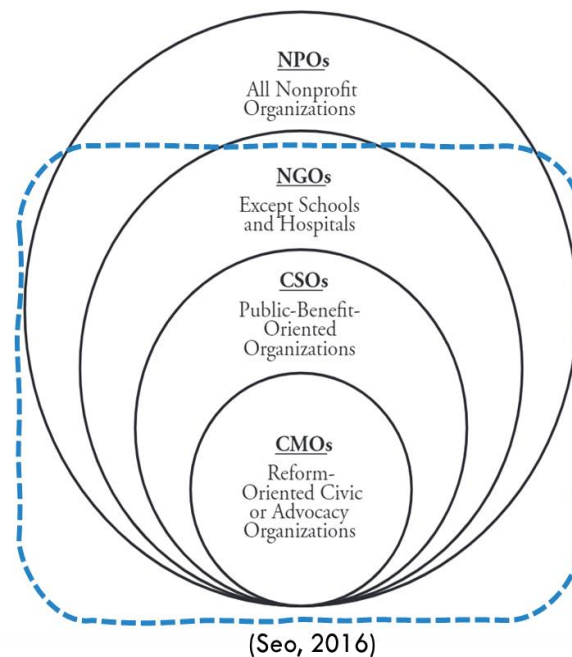 NPOs
All Nonprofit
Organizations
NGOs
Except Schools
and Hospitals
CSOs
Public-Benefit-
Oriented
Organizations
CMOs
Reform-
Oriented Civic
or Advocacy
Organizations
(Seo, 2016)